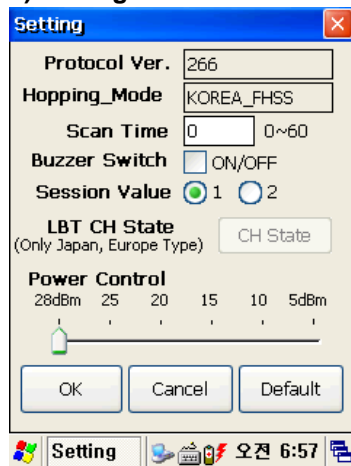 Setting
Protocol Ver. 266
Hopping_Mode KOREA_FHSS
Scan Time 0 0~60
Buzzer Switch ON/OFF
Session Value 1 2
LBT CH State
(Only Japan, Europe Type) CH State
Power Control
28dBm 25 20 15 10 5dBm
OK Cancel Default
Setting 오전 6:57